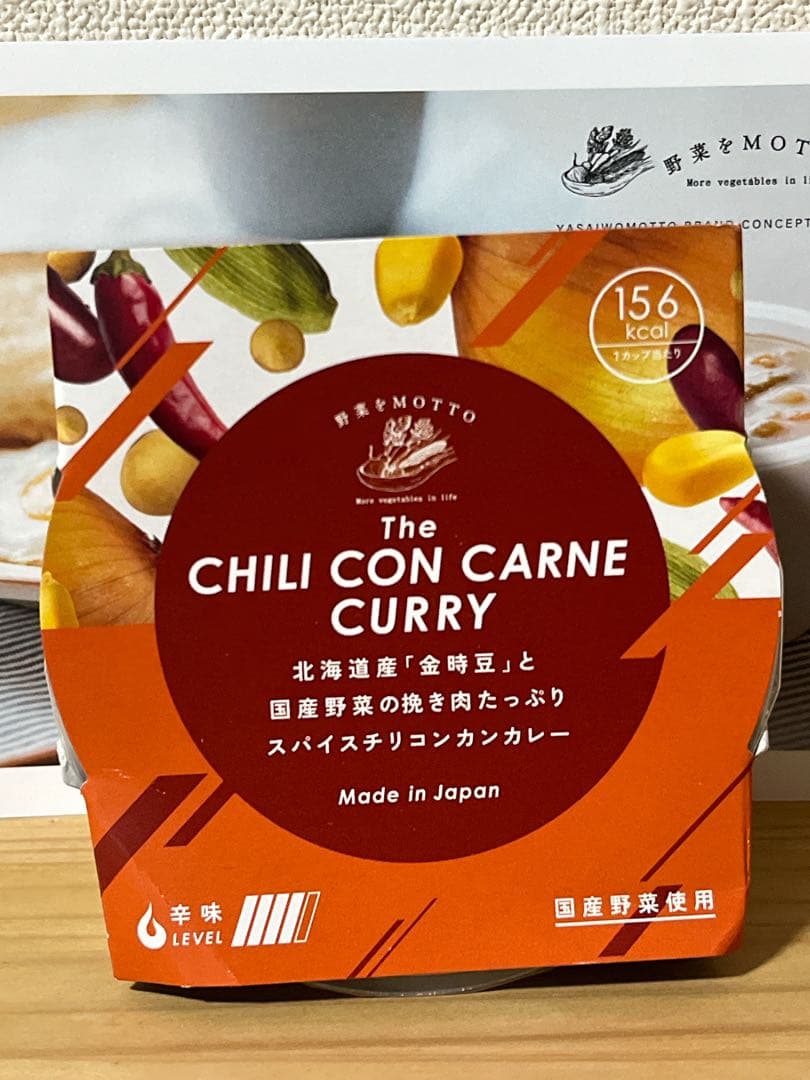 野菜をMOT
More vegetables in li
YASAIWOMOTTO BRAND CONCEPT
156
kcal
1カップ当たり
野菜をMOTTO
More vegetables in life
The
CHILI CON CARNE
CURRY
北海道産「金時豆」と
国産野菜の挽き肉たっぷり
スパイスチリコンカンカレー
Made in Japan
辛味
LEVEL
国産野菜使用